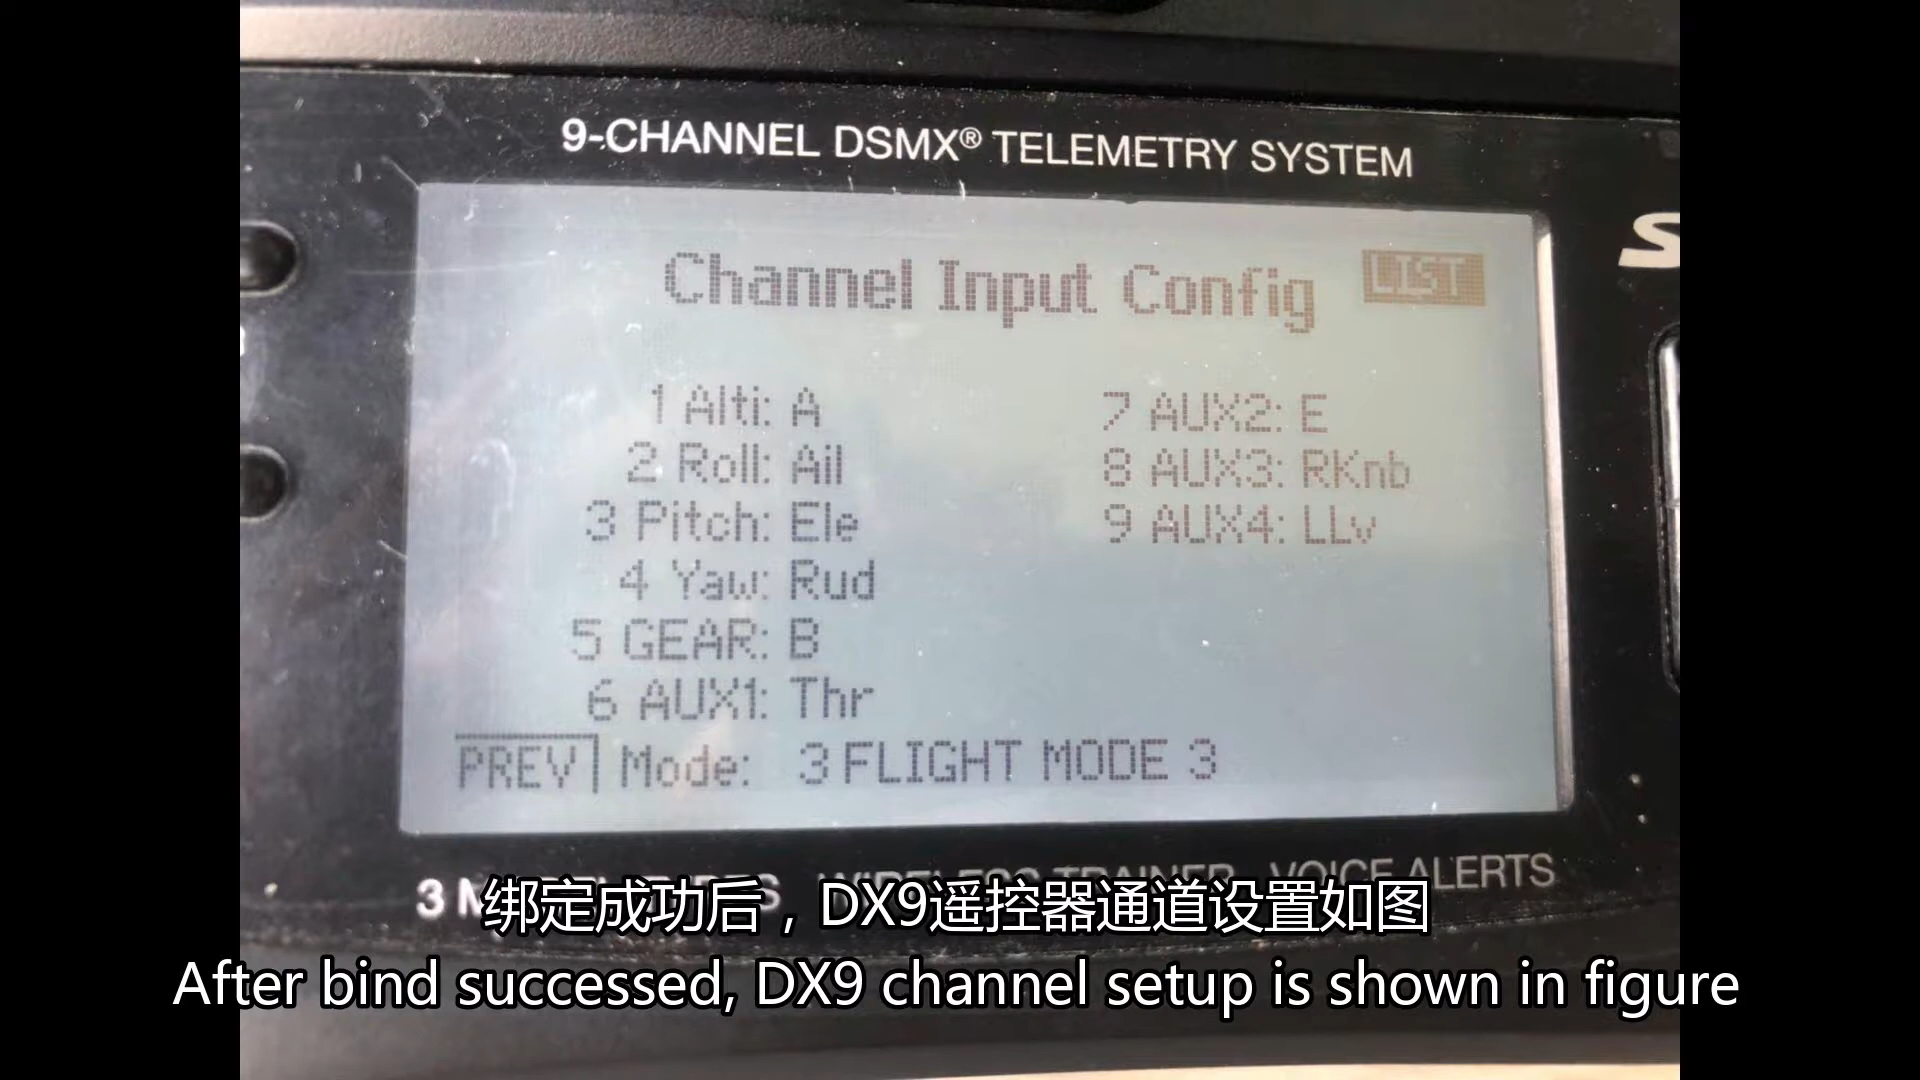 9-CHANNEL DSMX® TELEMETRY SYSTEM
Channel Input Config
LIST
1 Alti: A
2 Roll: Ail
3 Pitch: Ele
4 Yaw: Rud
5 GEAR: B
6 AUX1: Thr
7 AUX2: E
8 AUX3: RKnb
9 AUX4: LLv
PREV Mode: 3 FLIGHT MODE 3
WIRELESS TRAINER VOICE ALERTS
绑定成功后，DX9遥控器通道设置如图
After bind successed, DX9 channel setup is shown in figure